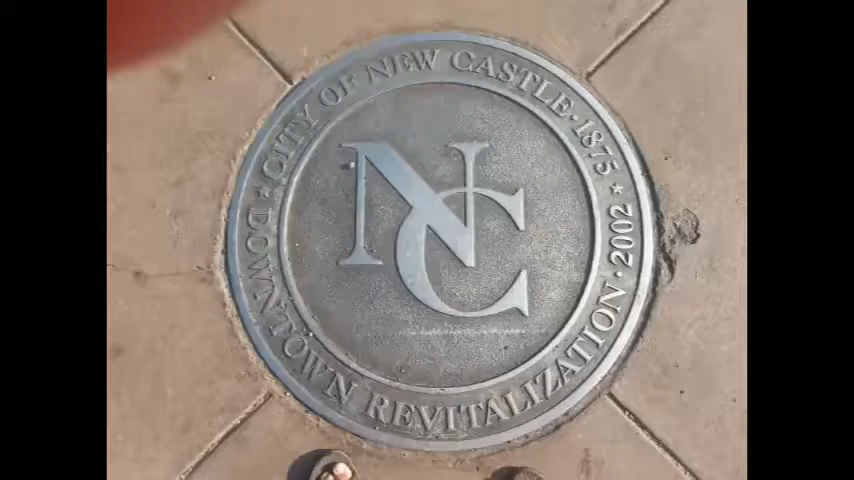 CITY OF NEW CASTLE · 1875
NC
DOWNTOWN REVITALIZATION · 2002